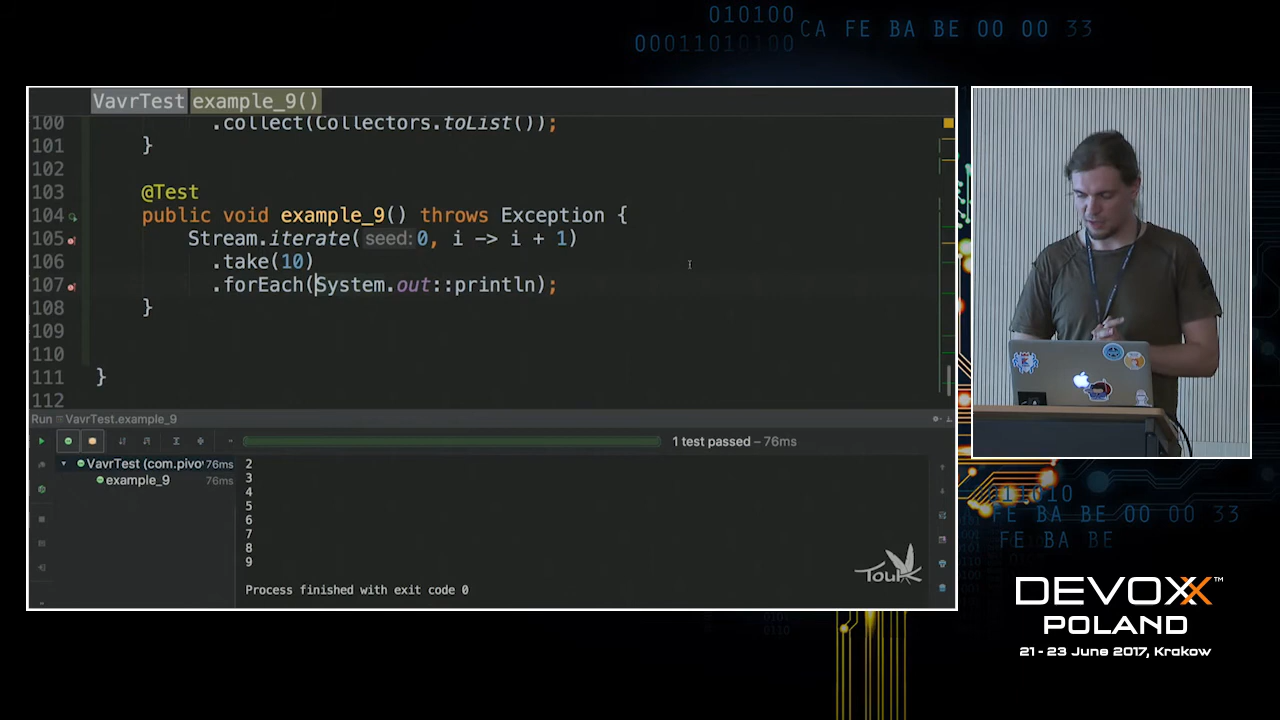 010100
00011010100
CA FE BA BE 00 00 33
VavrTest example_9()
100 .collect(Collectors.toList());
101 }
102
103 @Test
104 public void example_9() throws Exception {
105 Stream.iterate( seed: 0, i -> i + 1)
106 .take(10)
107 .forEach(System.out::println);
108 }
109
110
111 }
112
Run VavrTest.example_9
1 test passed – 76ms
VavrTest (com.pivo 76ms
example_9 76ms
2
3
4
5
6
7
8
9
Process finished with exit code 0
Touk
FE BA BE 00 00 33
FE BA BE
DEVOXX™
POLAND
21 - 23 June 2017, Krakow